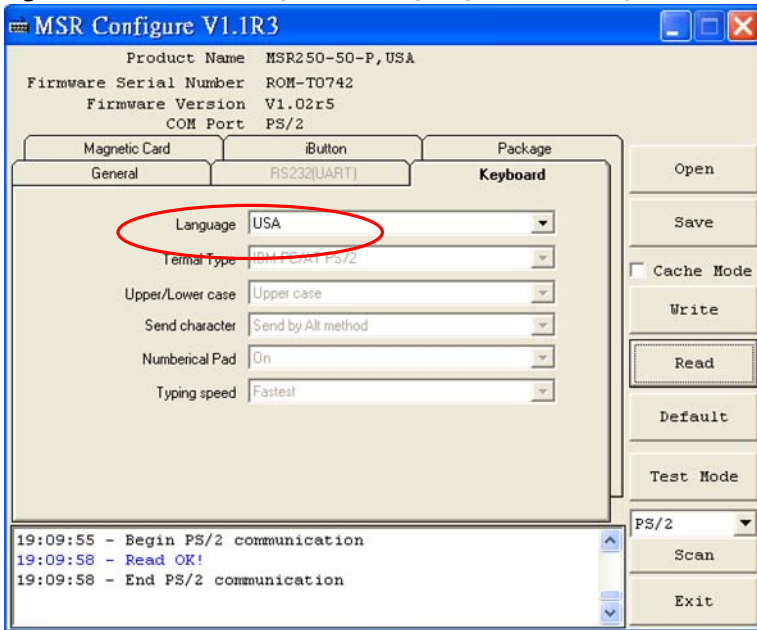 MSR Configure V1.1R3
Product Name MSR250-50-P,USA
Firmware Serial Number ROM-T0742
Firmware Version V1.02r5
COM Port PS/2
Magnetic Card iButton Package
General RS232(UART) Keyboard
Language USA
Termal Type IBM PC/AT PS/2
Upper/Lower case Upper case
Send character Send by Alt method
Numberical Pad On
Typing speed Fastest
Open
Save
Cache Mode
Write
Read
Default
Test Mode
PS/2
Scan
Exit
19:09:55 - Begin PS/2 communication
19:09:58 - Read OK!
19:09:58 - End PS/2 communication